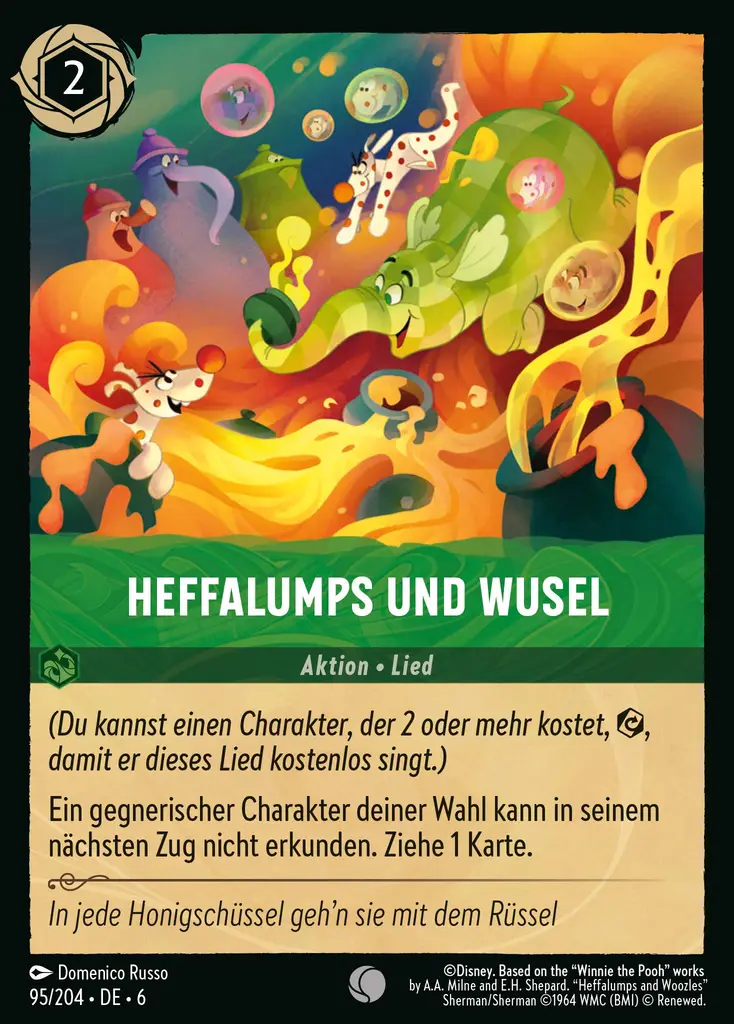 2
HEFFALUMPS UND WUSEL
Aktion • Lied
(Du kannst einen Charakter, der 2 oder mehr kostet, ,
damit er dieses Lied kostenlos singt.)
Ein gegnerischer Charakter deiner Wahl kann in seinem
nächsten Zug nicht erkunden. Ziehe 1 Karte.
In jede Honigschüssel geh'n sie mit dem Rüssel
Domenico Russo
95/204 • DE • 6
©Disney. Based on the "Winnie the Pooh" works
by A.A. Milne and E.H. Shepard. "Heffalumps and Woozles"
Sherman/Sherman ©1964 WMC (BMI) © Renewed.